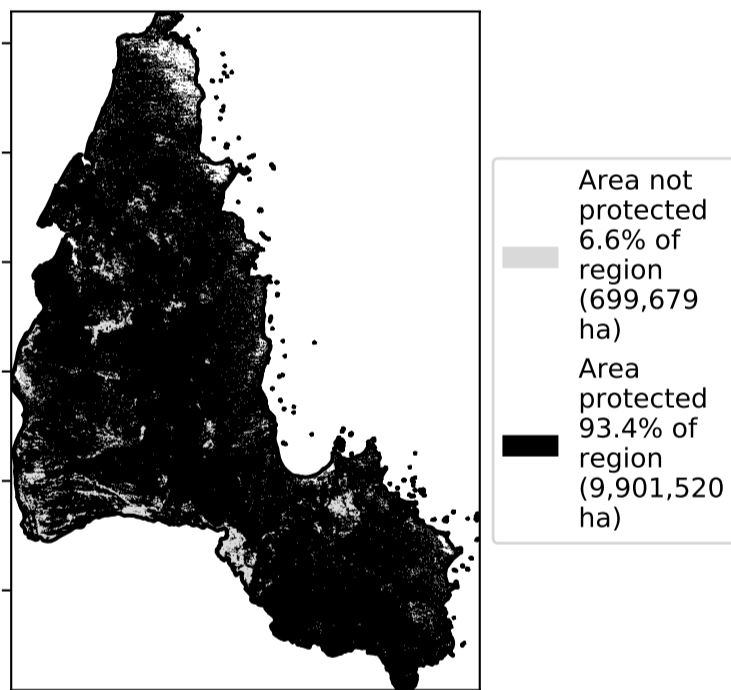 Area not
protected
6.6% of
region
(699,679
ha)
Area
protected
93.4% of
region
(9,901,520
ha)